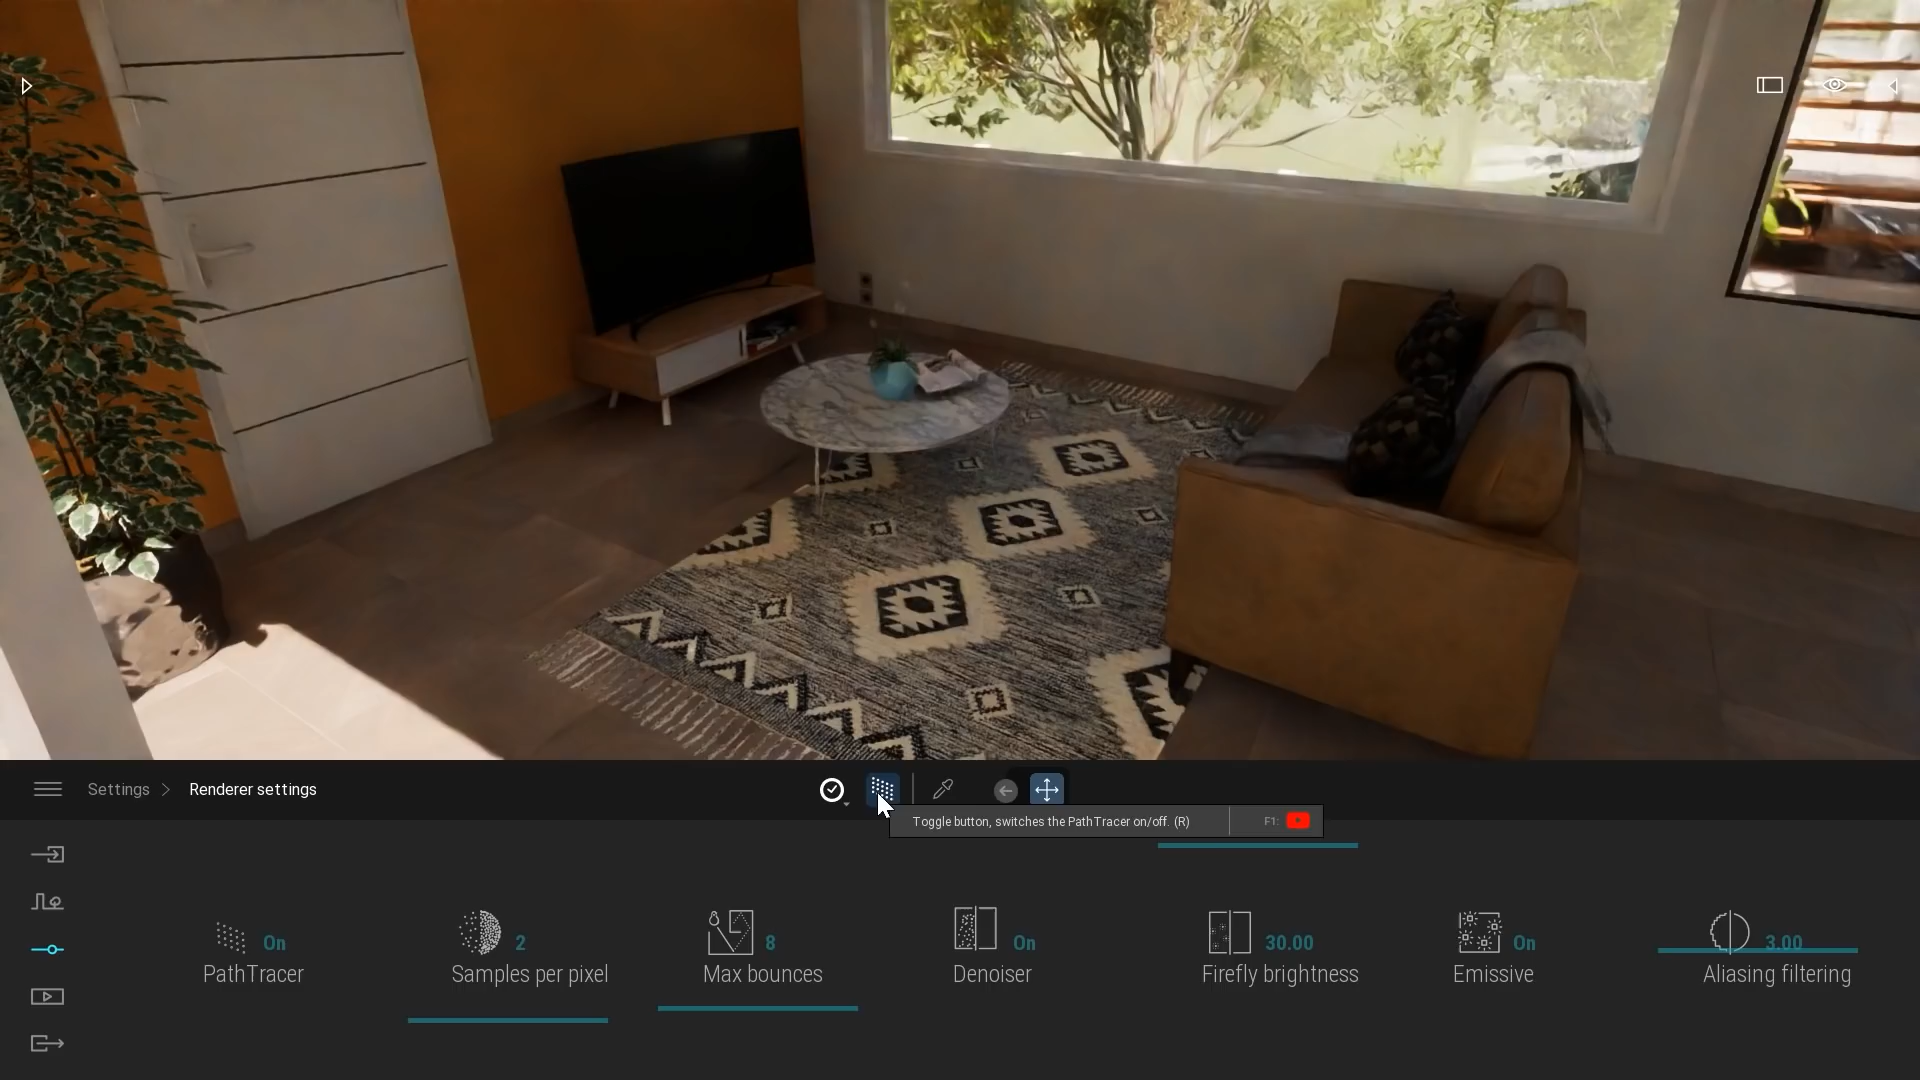 Settings
Renderer settings
Toggle button, switches the PathTracer on/off. (R)
F1:
On
PathTracer
2
Samples per pixel
8
Max bounces
On
Denoiser
30.00
Firefly brightness
On
Emissive
3.00
Aliasing filtering